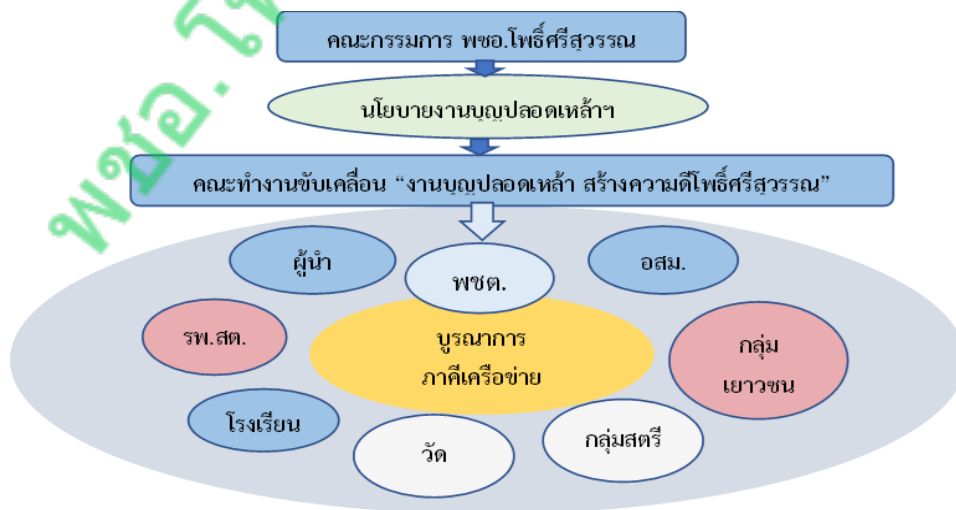 คณะกรรมการ พชอ.โพธิ์ศรีสุวรรณ
นโยบายงานบุญปลอดเหล้าฯ
คณะทำงานขับเคลื่อน “งานบุญปลอดเหล้า สร้างความดีโพธิ์ศรีสุวรรณ”
ผู้นำ
พชต.
อสม.
รพ.สต.
บูรณาการ
ภาคีเครือข่าย
กลุ่ม
เยาวชน
โรงเรียน
วัด
กลุ่มสตรี
พชอ.